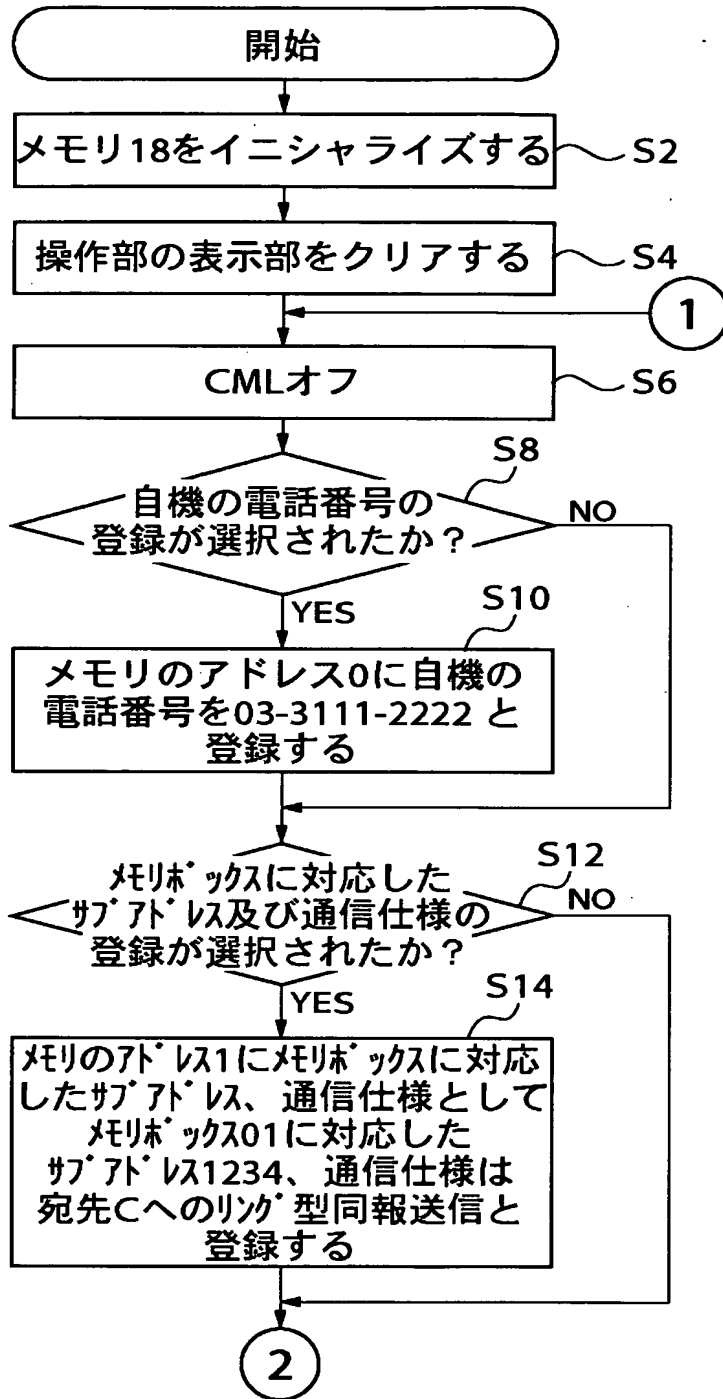 開始
メモリ18をイニシャライズする
S2
操作部の表示部をクリアする
S4
1
CMLオフ
S6
S8
自機の電話番号の
登録が選択されたか？
NO
YES
S10
メモリのアドレス0に自機の
電話番号を03-3111-2222 と
登録する
ﾒﾓﾘﾎﾞｯｸｽに対応した
ｻﾌﾞｱﾄﾞﾚｽ及び通信仕様の
登録が選択されたか？
S12
NO
YES
S14
ﾒﾓﾘのｱﾄﾞﾚｽ1にﾒﾓﾘﾎﾞｯｸｽに対応
したｻﾌﾞｱﾄﾞﾚｽ、通信仕様として
ﾒﾓﾘﾎﾞｯｸｽ01に対応した
ｻﾌﾞｱﾄﾞﾚｽ1234、通信仕様は
宛先Cへのﾘﾝｸﾞ型同報送信と
登録する
2